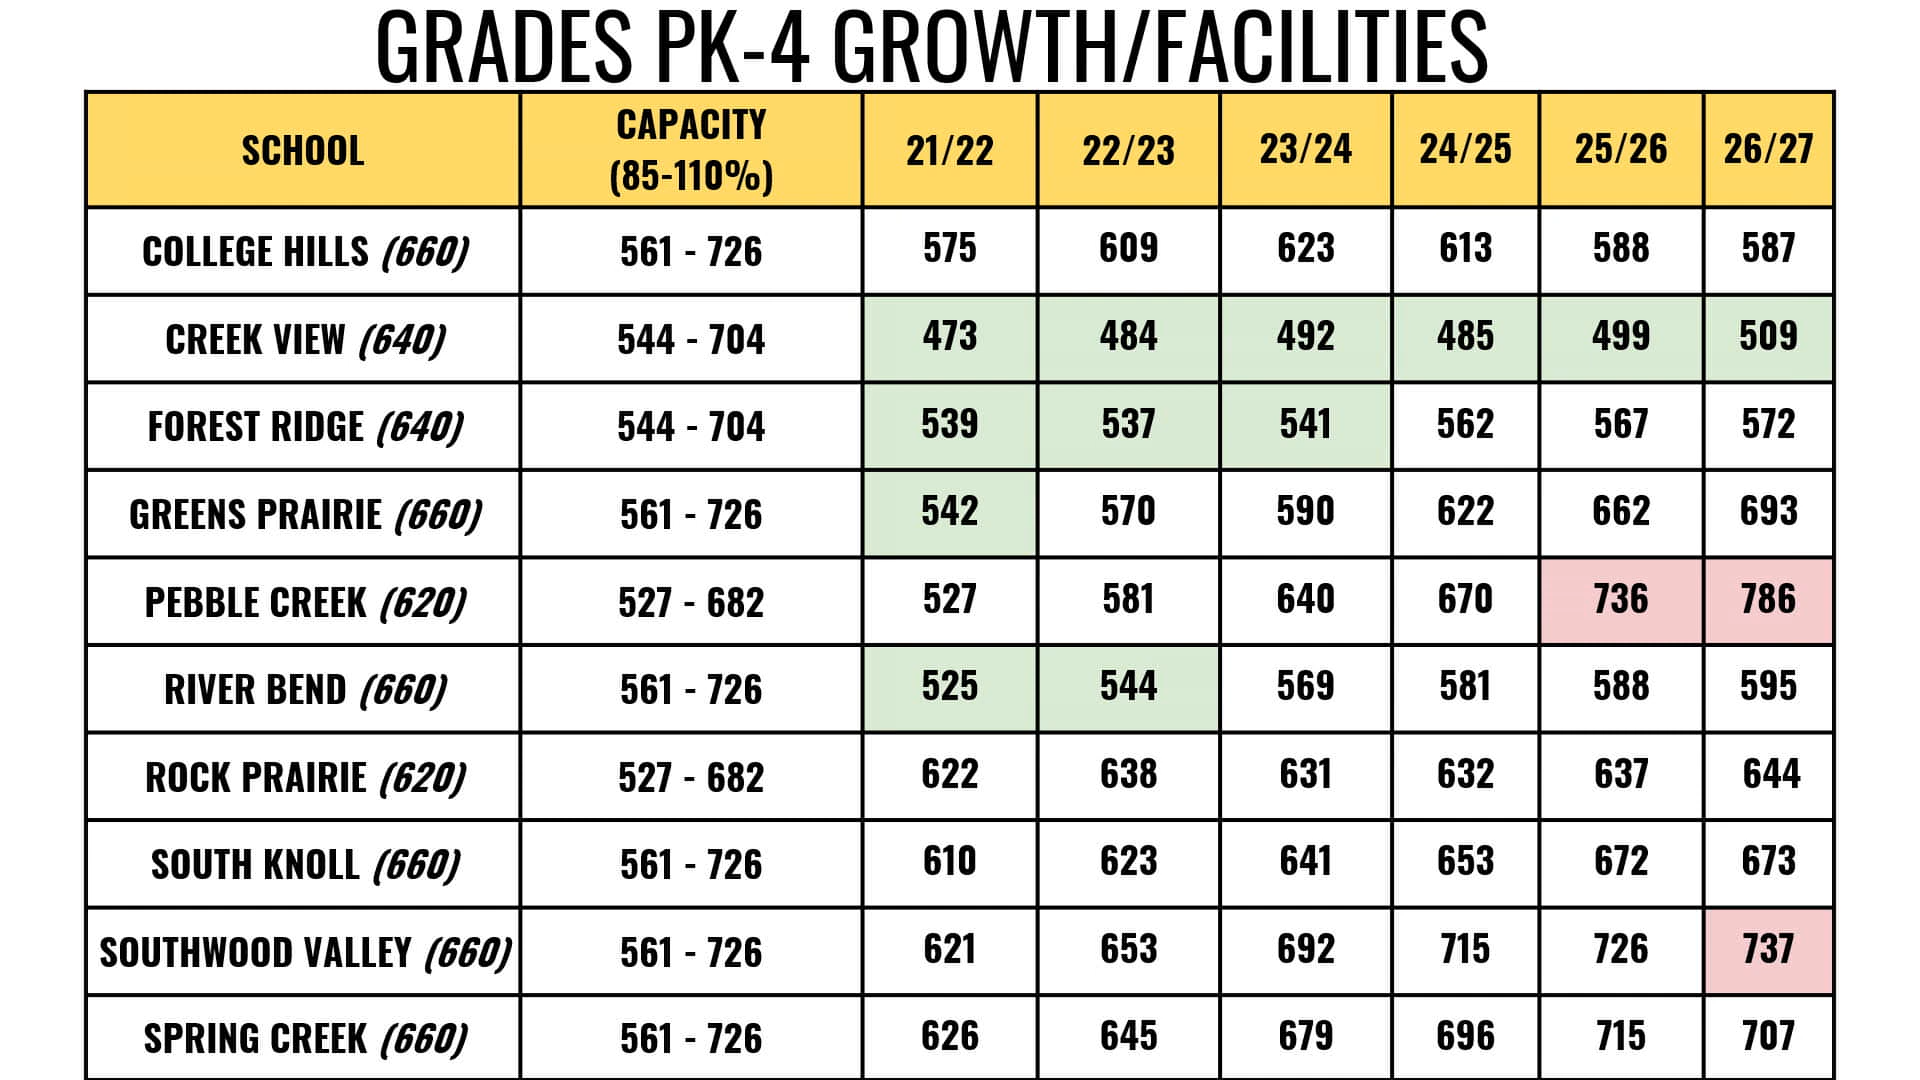 GRADES PK-4 GROWTH/FACILITIES
SCHOOL CAPACITY (85-110%) 21/22 22/23 23/24 24/25 25/26 26/27
COLLEGE HILLS (660) 561 - 726 575 609 623 613 588 587
CREEK VIEW (640) 544 - 704 473 484 492 485 499 509
FOREST RIDGE (640) 544 - 704 539 537 541 562 567 572
GREENS PRAIRIE (660) 561 - 726 542 570 590 622 662 693
PEBBLE CREEK (620) 527 - 682 527 581 640 670 736 786
RIVER BEND (660) 561 - 726 525 544 569 581 588 595
ROCK PRAIRIE (620) 527 - 682 622 638 631 632 637 644
SOUTH KNOLL (660) 561 - 726 610 623 641 653 672 673
SOUTHWOOD VALLEY (660) 561 - 726 621 653 692 715 726 737
SPRING CREEK (660) 561 - 726 626 645 679 696 715 707